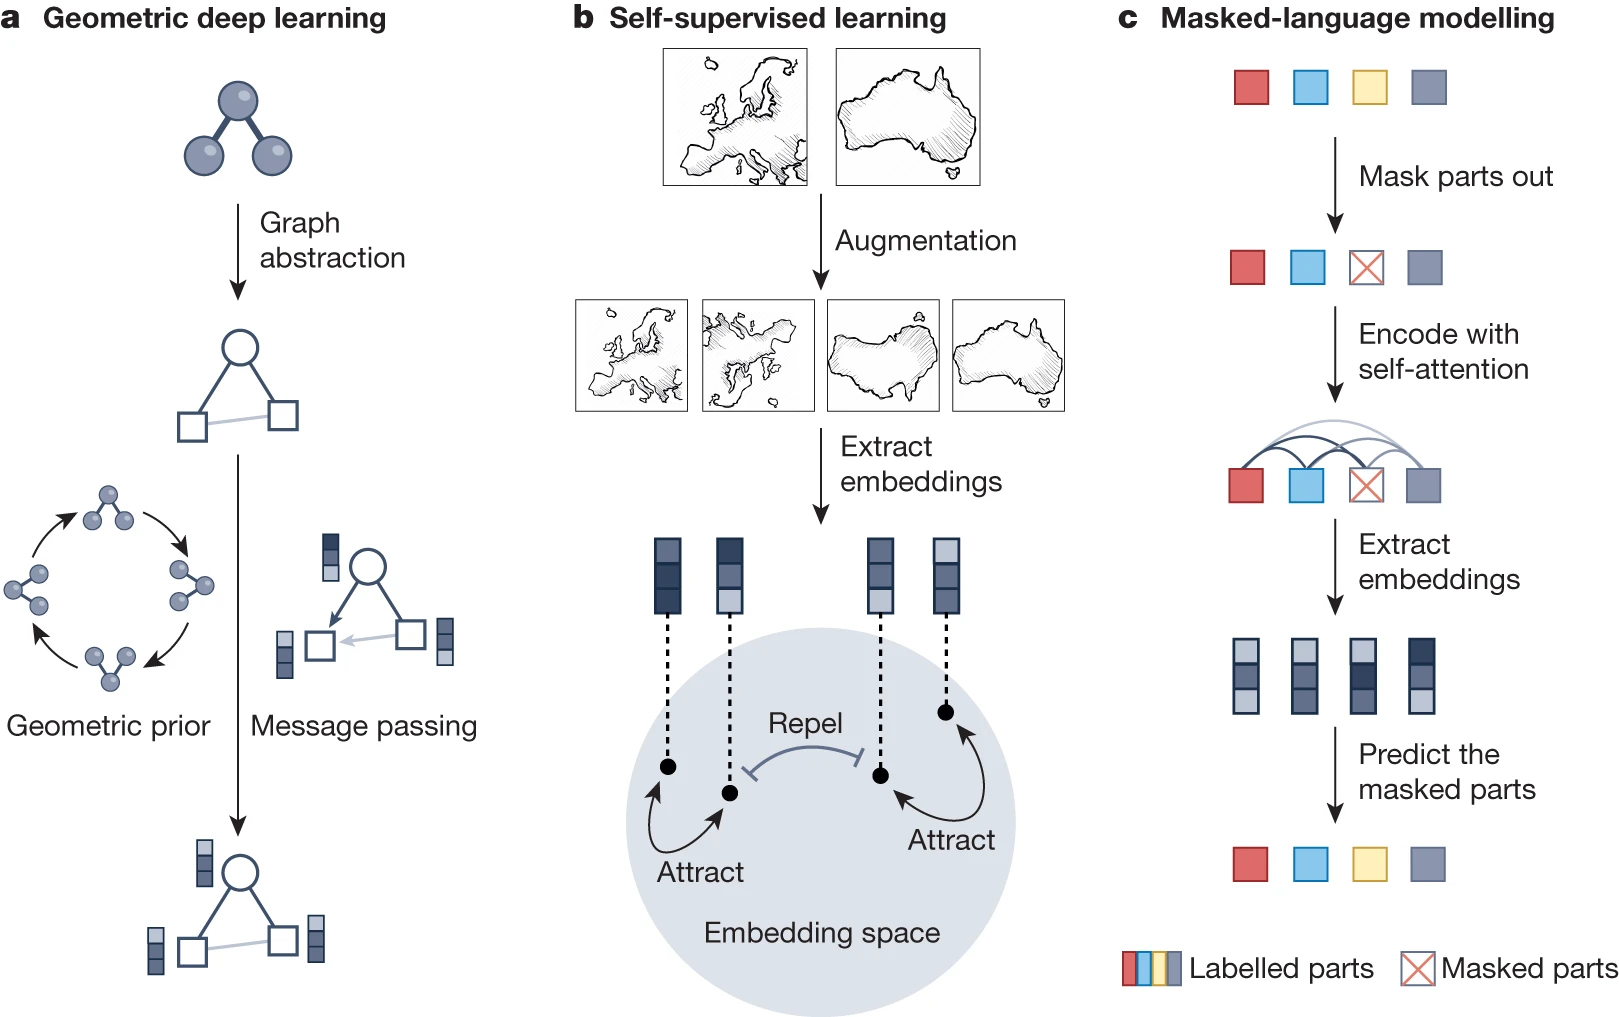 a Geometric deep learning
Graph
abstraction
Geometric prior
Message passing
b Self-supervised learning
Augmentation
Extract
embeddings
Repel
Attract
Attract
Embedding space
c Masked-language modelling
Mask parts out
Encode with
self-attention
Extract
embeddings
Predict the
masked parts
Labelled parts
Masked parts